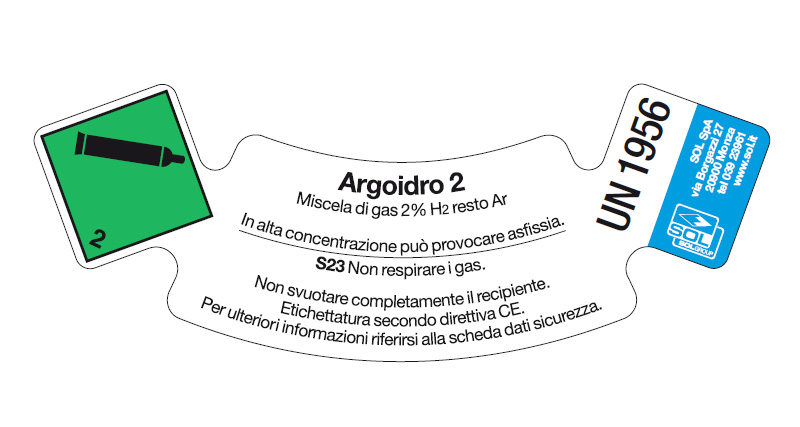 2
Argoidro 2
Miscela di gas 2% H2 resto Ar
In alta concentrazione può provocare asfissia.
S23 Non respirare i gas.
Non svuotare completamente il recipiente.
Etichettatura secondo direttiva CE.
Per ulteriori informazioni riferirsi alla scheda dati sicurezza.
UN 1956
SOL SpA
via Borgazzi 27
20900 Monza
tel 039 23961
www.sol.it
SOL
SOLGROUP